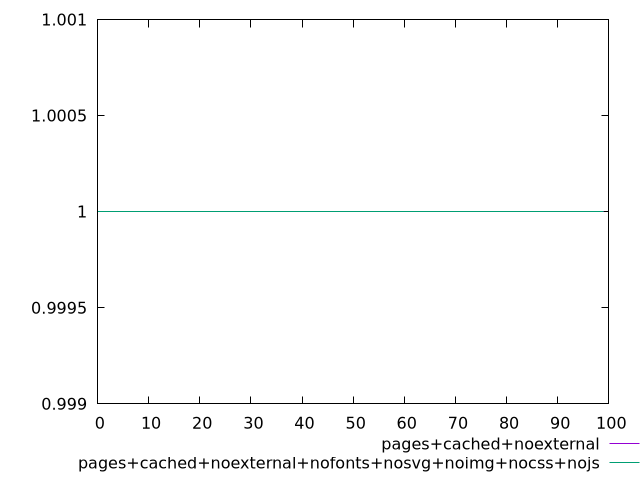 1.001
1.0005
1
0.9995
0.999
0 10 20 30 40 50 60 70 80 90 100
pages+cached+noexternal
pages+cached+noexternal+nofonts+nosvg+noimg+nocss+nojs